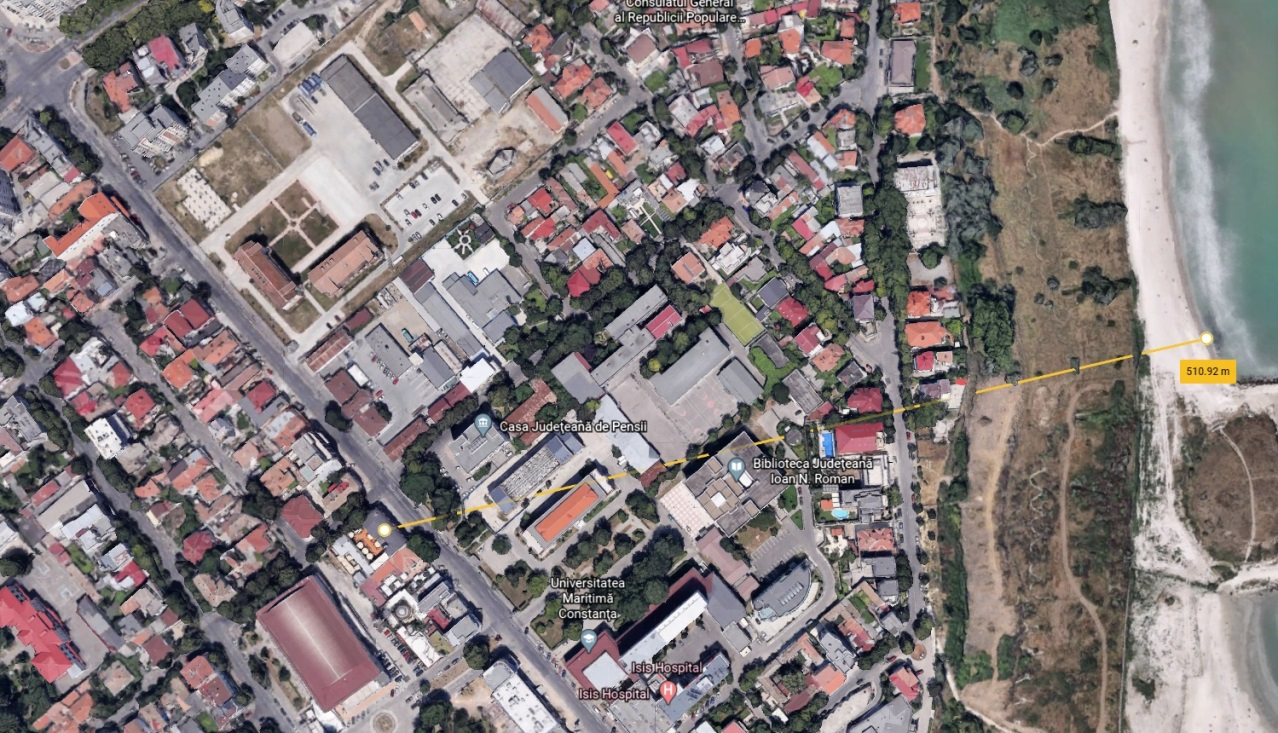 Consulatul General
al Republicii Populare...
510.92 m
Casa Județeană de Pensii
Biblioteca Județeană
Ioan N. Roman
Universitatea
Maritimă
Constanța
Isis Hospital
H
Isis Hospital